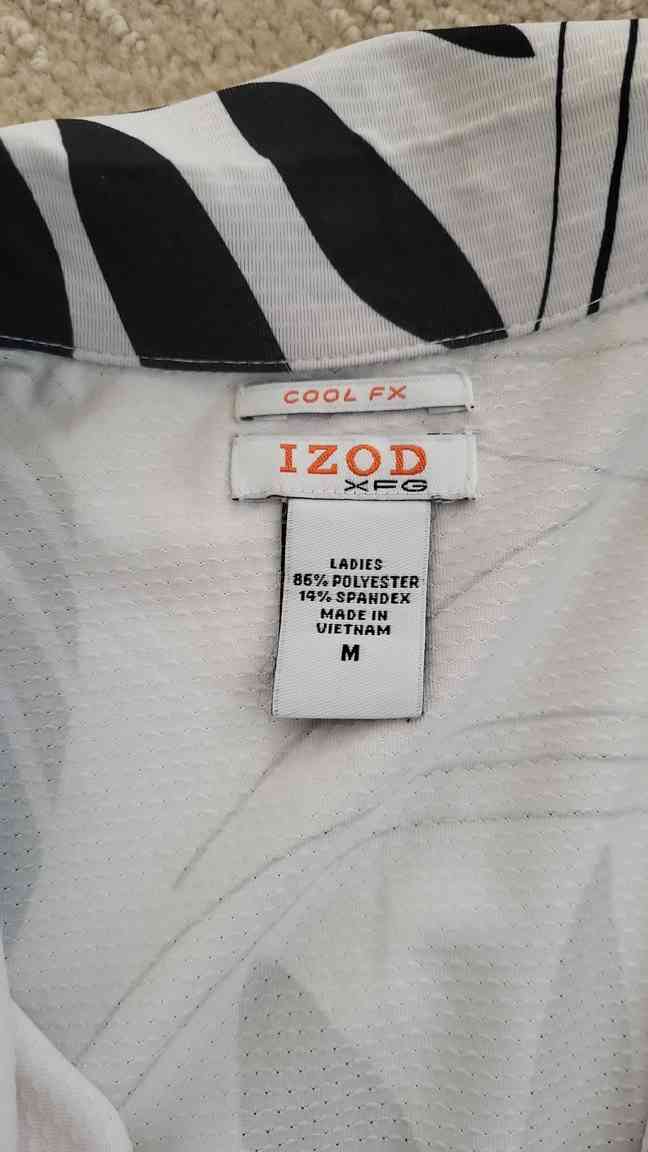 COOL FX
IZOD
XFG
LADIES
86% POLYESTER
14% SPANDEX
MADE IN
VIETNAM
M